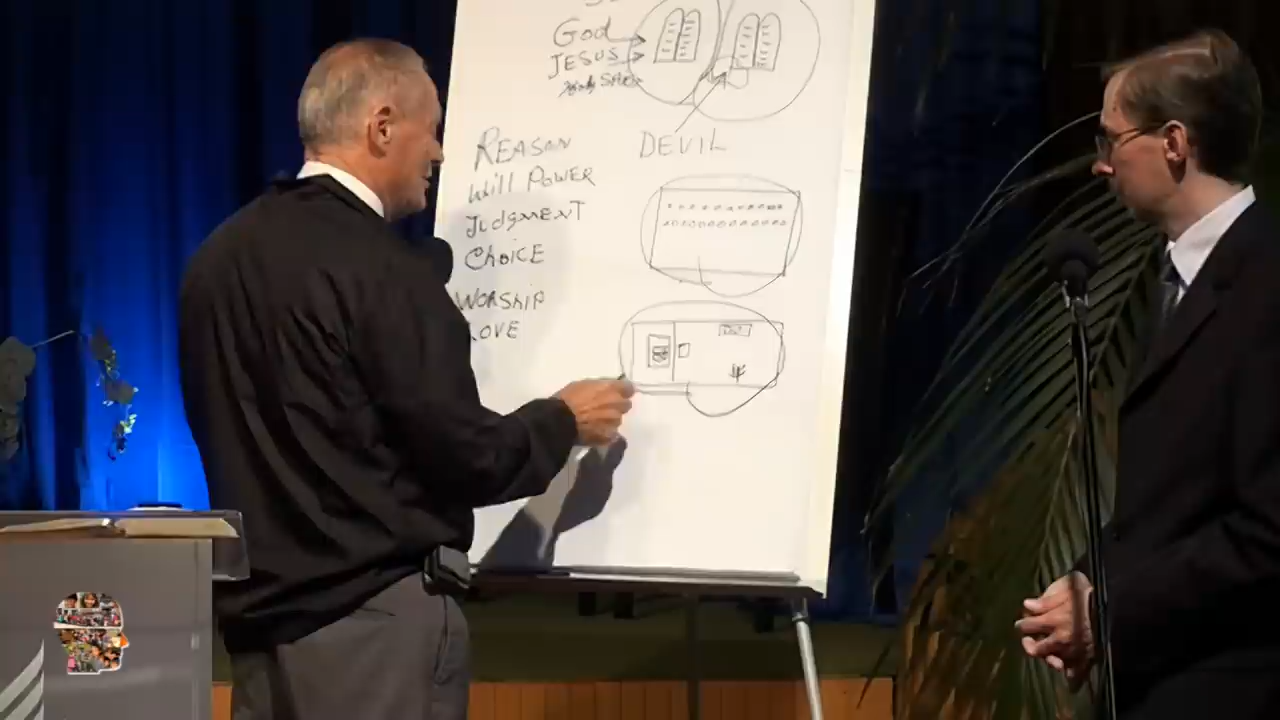 God
JESUS
REASON
Will POWER
JUdgMENT
ChoiCE
WORShiP
LOVE
DEVIL